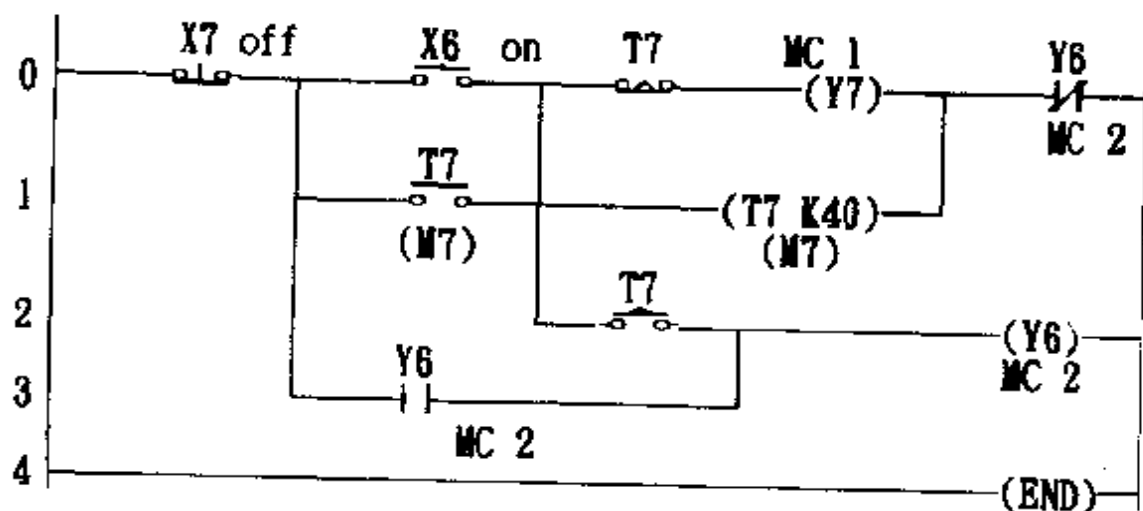 X7 off X6 on T7 MC 1 Y6
0 (Y7)
MC 2
T7
1 (T7 K40)
(M7) (M7)
T7
2 (Y6)
Y6 MC 2
3
MC 2
4 (END)